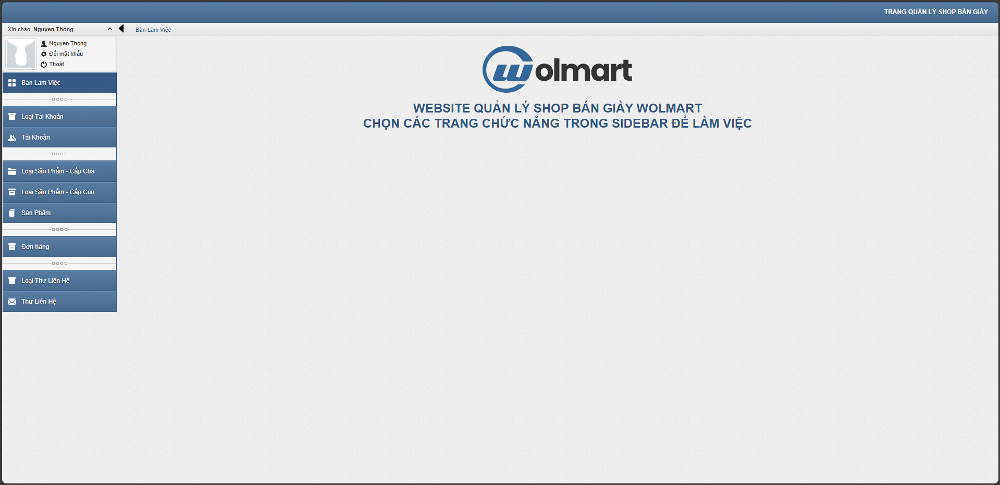 TRANG QUẢN LÝ SHOP BÁN GIÀY
Xin chào, Nguyen Thong
Bàn Làm Việc
Nguyen Thong
Đổi mật khẩu
Thoát
Bàn Làm Việc
Loại Tài Khoản
Tài Khoản
Loại Sản Phẩm - Cấp Cha
Loại Sản Phẩm - Cấp Con
Sản Phẩm
Đơn hàng
Loại Thư Liên Hệ
Thư Liên Hệ
Wolmart
WEBSITE QUẢN LÝ SHOP BÁN GIÀY WOLMART
CHỌN CÁC TRANG CHỨC NĂNG TRONG SIDEBAR ĐỂ LÀM VIỆC